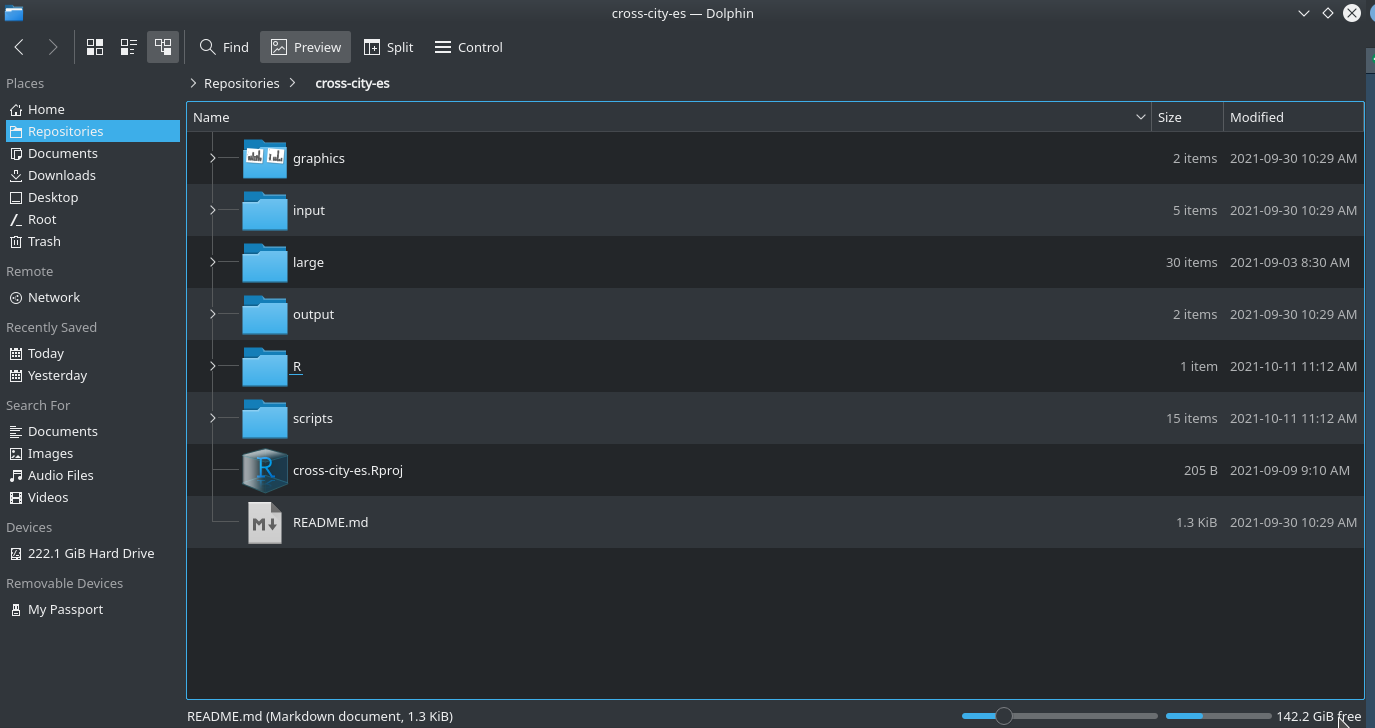 cross-city-es — Dolphin
Find Preview Split Control
Places
Home
Repositories
Documents
Downloads
Desktop
Root
Trash
Remote
Network
Recently Saved
Today
Yesterday
Search For
Documents
Images
Audio Files
Videos
Devices
222.1 GiB Hard Drive
Removable Devices
My Passport
Repositories cross-city-es
Name Size Modified
graphics 2 items 2021-09-30 10:29 AM
input 5 items 2021-09-30 10:29 AM
large 30 items 2021-09-03 8:30 AM
output 2 items 2021-09-30 10:29 AM
R 1 item 2021-10-11 11:12 AM
scripts 15 items 2021-10-11 11:12 AM
R
cross-city-es.Rproj 205 B 2021-09-09 9:10 AM
M
README.md 1.3 KiB 2021-09-30 10:29 AM
README.md (Markdown document, 1.3 KiB) 142.2 GiB free